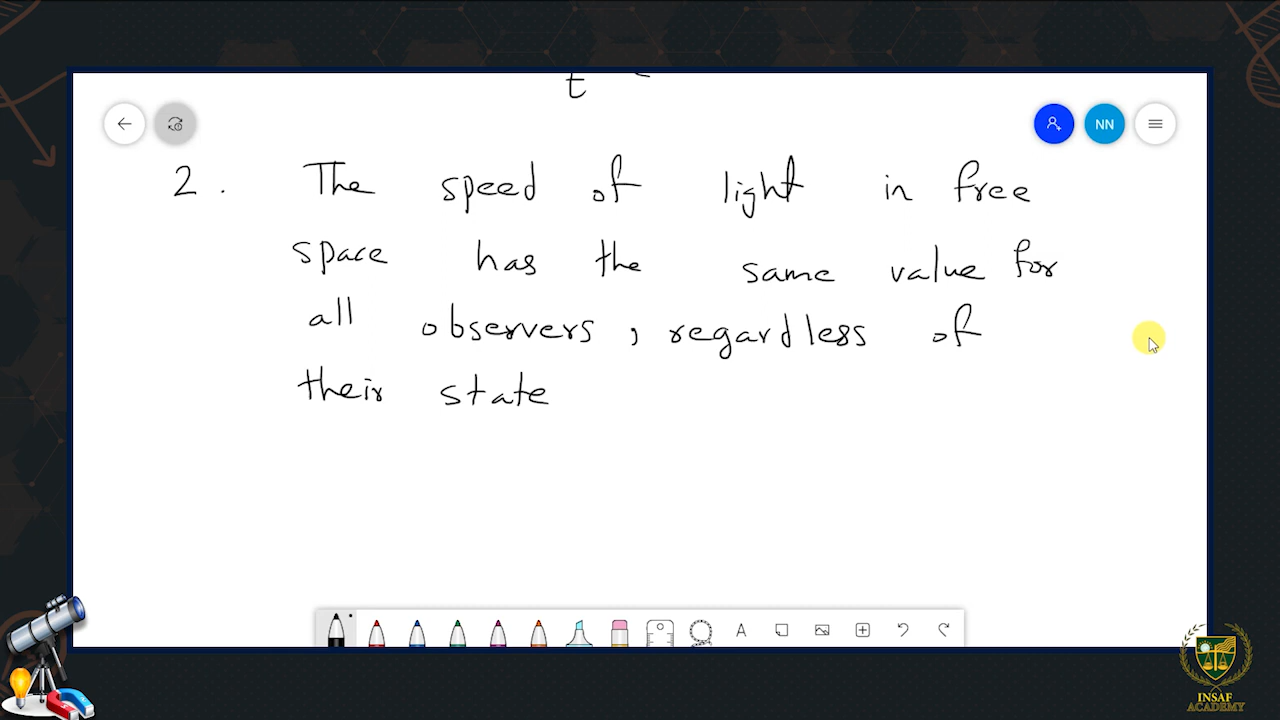 t
NN
2. The speed of light in free
space has the same value for
all observers, regardless of
their state
A
INSAF
ACADEMY